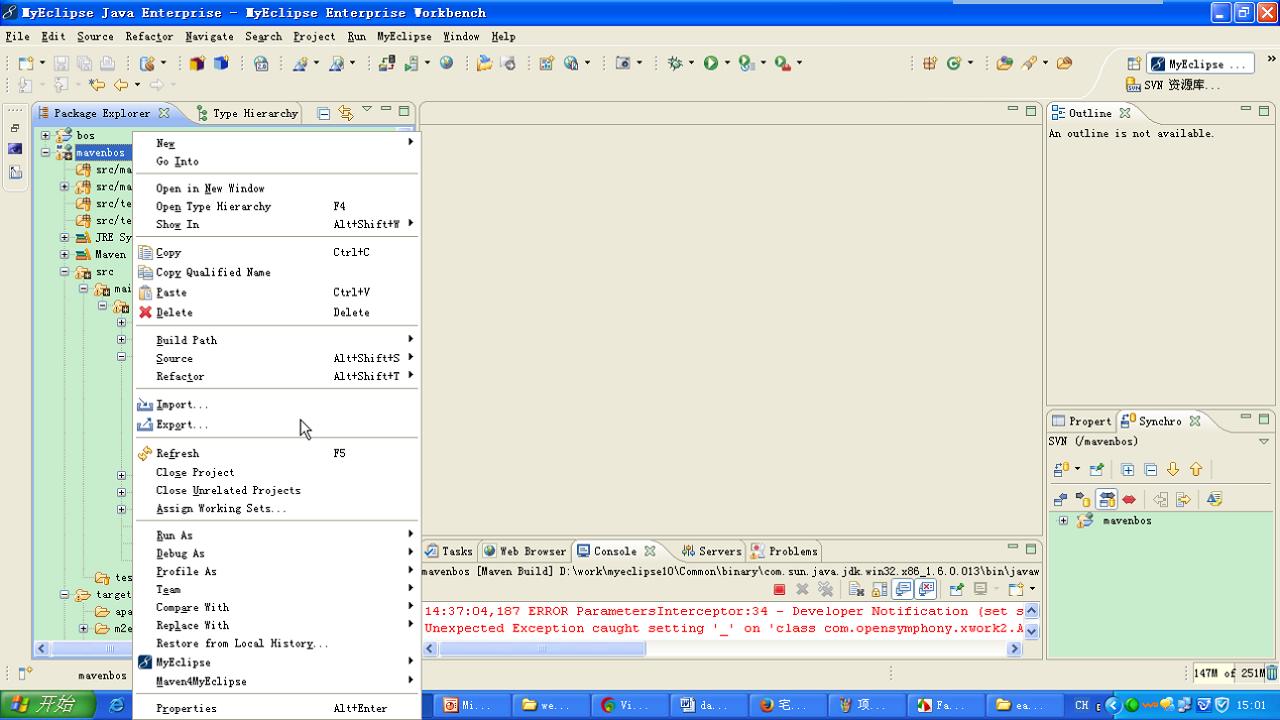 MyEclipse Java Enterprise - MyEclipse Enterprise Workbench
File Edit Source Refactor Navigate Search Project Run MyEclipse Window Help
MyEclipse ...
SVN 资源库...
Package Explorer
Type Hierarchy
Outline
An outline is not available.
bos
mavenbos
src/ma
src/ma
src/te
src/te
JRE Sy
Maven
src
mai
tes
target
apa
m2e
New
Go Into
Open in New Window
Open Type Hierarchy F4
Show In Alt+Shift+W
Copy Ctrl+C
Copy Qualified Name
Paste Ctrl+V
Delete Delete
Build Path
Source Alt+Shift+S
Refactor Alt+Shift+T
Import...
Export...
Refresh F5
Close Project
Close Unrelated Projects
Assign Working Sets...
Run As
Debug As
Profile As
Team
Compare With
Replace With
Restore from Local History...
MyEclipse
Maven4MyEclipse
Properties Alt+Enter
Propert
Synchro
SVN (/mavenbos)
mavenbos
Tasks
Web Browser
Console
Servers
Problems
mavenbos [Maven Build] D:\work\myeclipse10\Common\binary\com.sun.java.jdk.win32.x86_1.6.0.013\bin\javaw
14:37:04,187 ERROR ParametersInterceptor:34 - Developer Notification (set s
Unexpected Exception caught setting '_' on 'class com.opensymphony.xwork2.A
mavenbos
147M of 251M
开始
Mi...
we...
Vi...
da...
宅...
项...
Fa...
ea...
CH
15:01